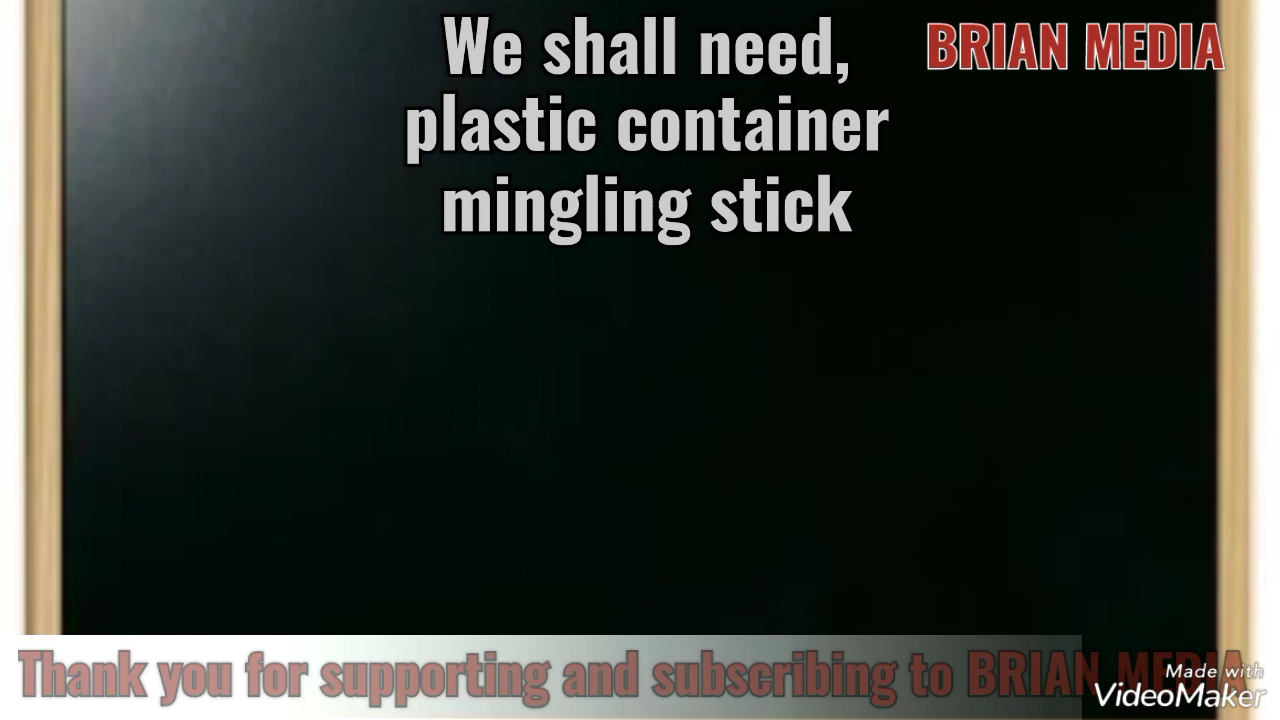 We shall need,
BRIAN MEDIA
plastic container
mingling stick
Thank you for supporting and subscribing to BRIAN MEDIA
Made with
VideoMaker